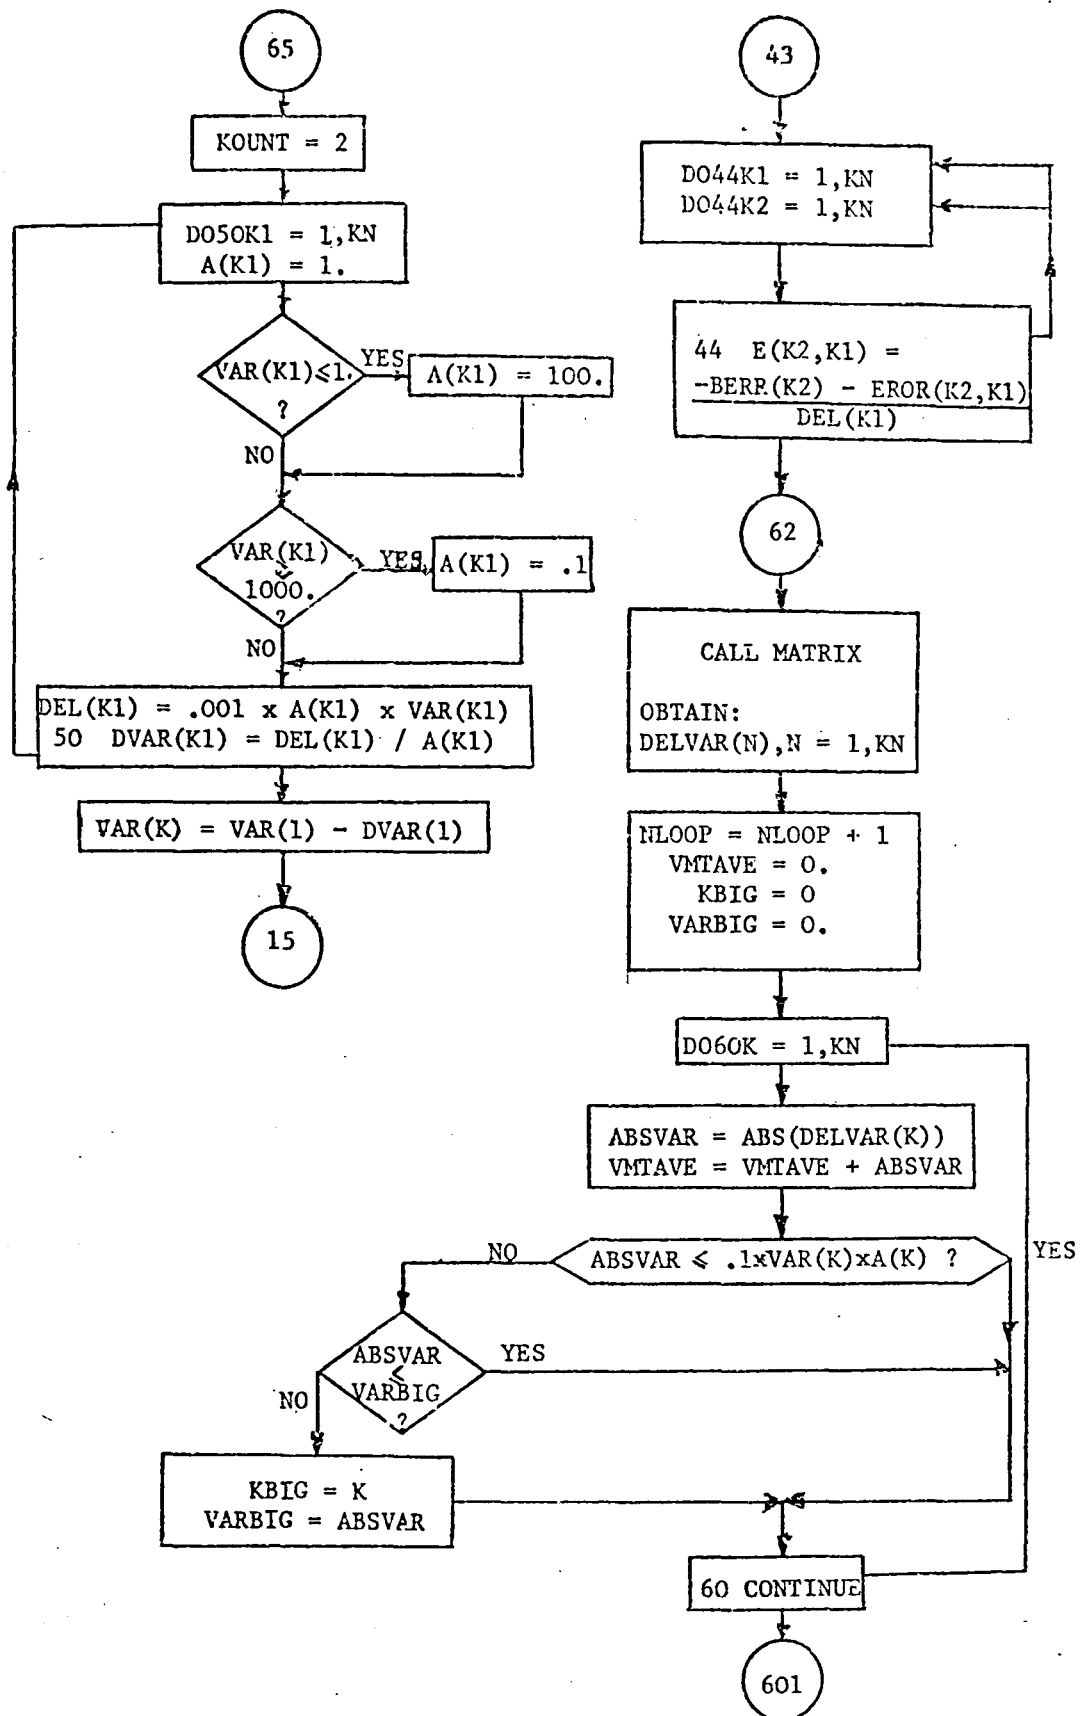 65
KOUNT = 2
DO50K1 = 1,KN
A(K1) = 1.
VAR(K1)≤1.
?
YES
A(K1) = 100.
NO
VAR(K1)
≥
1000.
?
YES
A(K1) = .1
NO
DEL(K1) = .001 x A(K1) x VAR(K1)
50 DVAR(K1) = DEL(K1) / A(K1)
VAR(K) = VAR(1) - DVAR(1)
15
43
DO44K1 = 1,KN
DO44K2 = 1,KN
44 E(K2,K1) =
-BERR(K2) - EROR(K2,K1)
DEL(K1)
62
CALL MATRIX
OBTAIN:
DELVAR(N),N = 1,KN
NLOOP = NLOOP + 1
VMTAVE = 0.
KBIG = 0
VARBIG = 0.
DO60K = 1,KN
ABSVAR = ABS(DELVAR(K))
VMTAVE = VMTAVE + ABSVAR
NO
ABSVAR ≤ .1xVAR(K)xA(K) ?
YES
ABSVAR
≤
VARBIG
?
YES
NO
KBIG = K
VARBIG = ABSVAR
60 CONTINUE
601